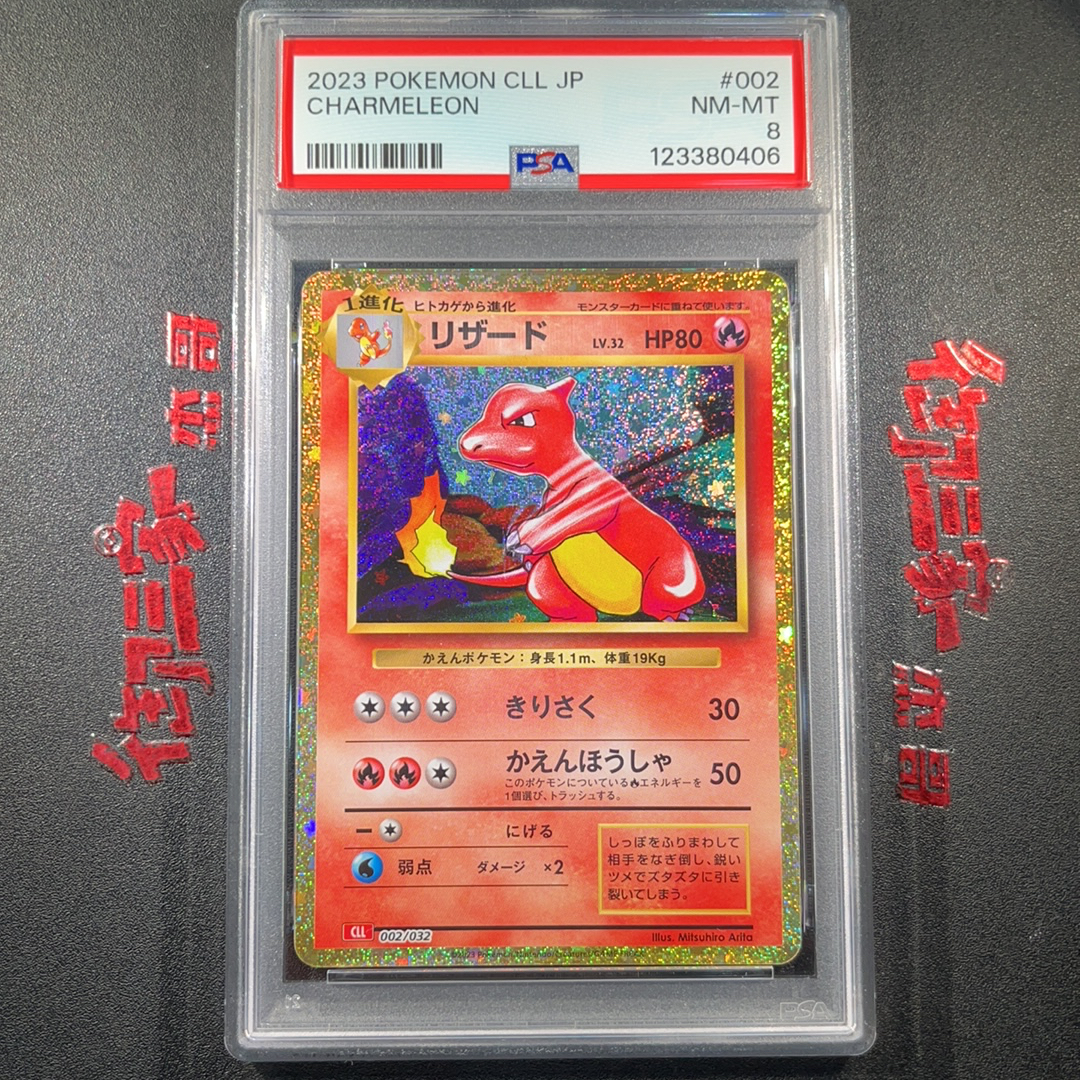 2023 POKEMON CLL JP #002
CHARMELEON NM-MT
8
PSA 123380406
1進化 ヒトカゲから進化 モンスターカードに重ねて使います。
リザード LV.32 HP80
かえんポケモン：身長1.1m、体重19Kg
きりさく 30
かえんほうしゃ 50
このポケモンについているエネルギーを
1個選び、トラッシュする。
にげる
弱点 ダメージ ×2
しっぽをふりまわして
相手をなぎ倒し、鋭い
ツメでズタズタに引き
裂いてしまう。
CLL 002/032 Illus. Mitsuhiro Arita
PSA